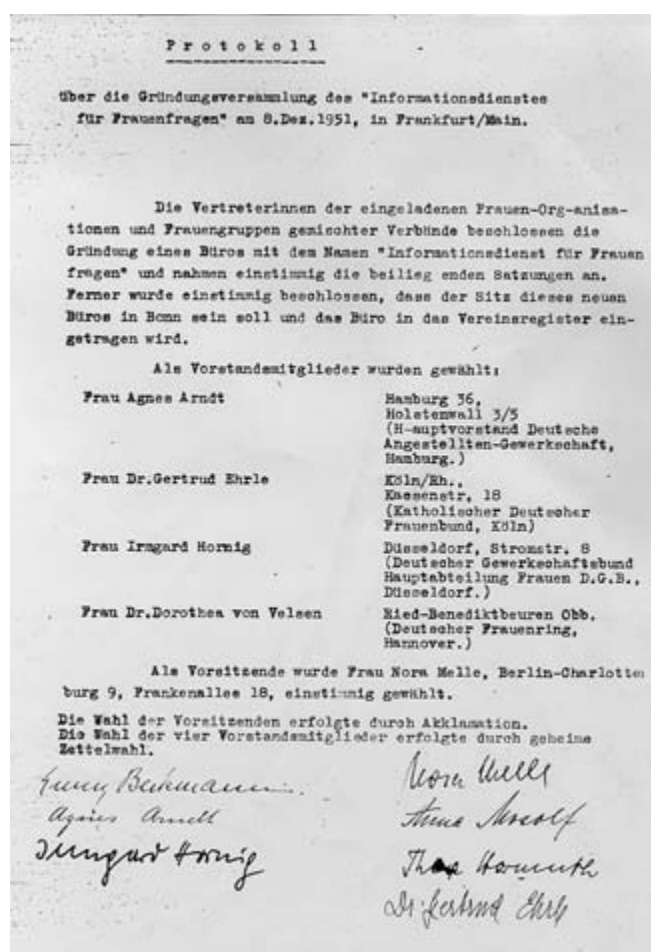 Protokoll
über die Gründungsversammlung des "Informationsdienstes
für Frauenfragen" am 8.Dez.1951, in Frankfurt/Main.
Die Vertreterinnen der eingeladenen Frauen-Org-anisa-
tionen und Frauengruppen gemischter Verbände beschlossen die
Gründung eines Büros mit dem Namen "Informationsdienst für Frauen
fragen" und nahmen einstimmig die beilieg enden Satzungen an.
Ferner wurde einstimmig beschlossen, dass der Sitz dieses neuen
Büros in Bonn sein soll und das Büro in das Vereinsregister ein-
getragen wird.
Als Vorstandsmitglieder wurden gewählt:
Frau Agnes Arndt
Hamburg 36,
Holstenwall 3/5
(H-auptvorstand Deutsche
Angestellten-Gewerkschaft,
Hamburg.)
Frau Dr.Gertrud Ehrle
Köln/Rh.,
Kaesenstr. 18
(Katholischer Deutscher
Frauenbund, Köln)
Frau Irmgard Hornig
Düsseldorf, Stromstr. 8
(Deutscher Gewerkschaftsbund
Hauptabteilung Frauen D.G.B.,
Düsseldorf.)
Frau Dr.Dorothea von Velsen
Ried-Benediktbeuren Obb.
(Deutscher Frauenring,
Hannover.)
Als Vorsitzende wurde Frau Nora Melle, Berlin-Charlotten
burg 9, Frankenallee 18, einstimmig gewählt.
Die Wahl der Vorsitzenden erfolgte durch Akklamation.
Die Wahl der vier Vorstandsmitglieder erfolgte durch geheime
Zettelwahl.
Beckmann
Agnes Arndt
Irmgard Hornig
Nora Melle
Anna Mosolf
Dr. Gertrud Ehrle